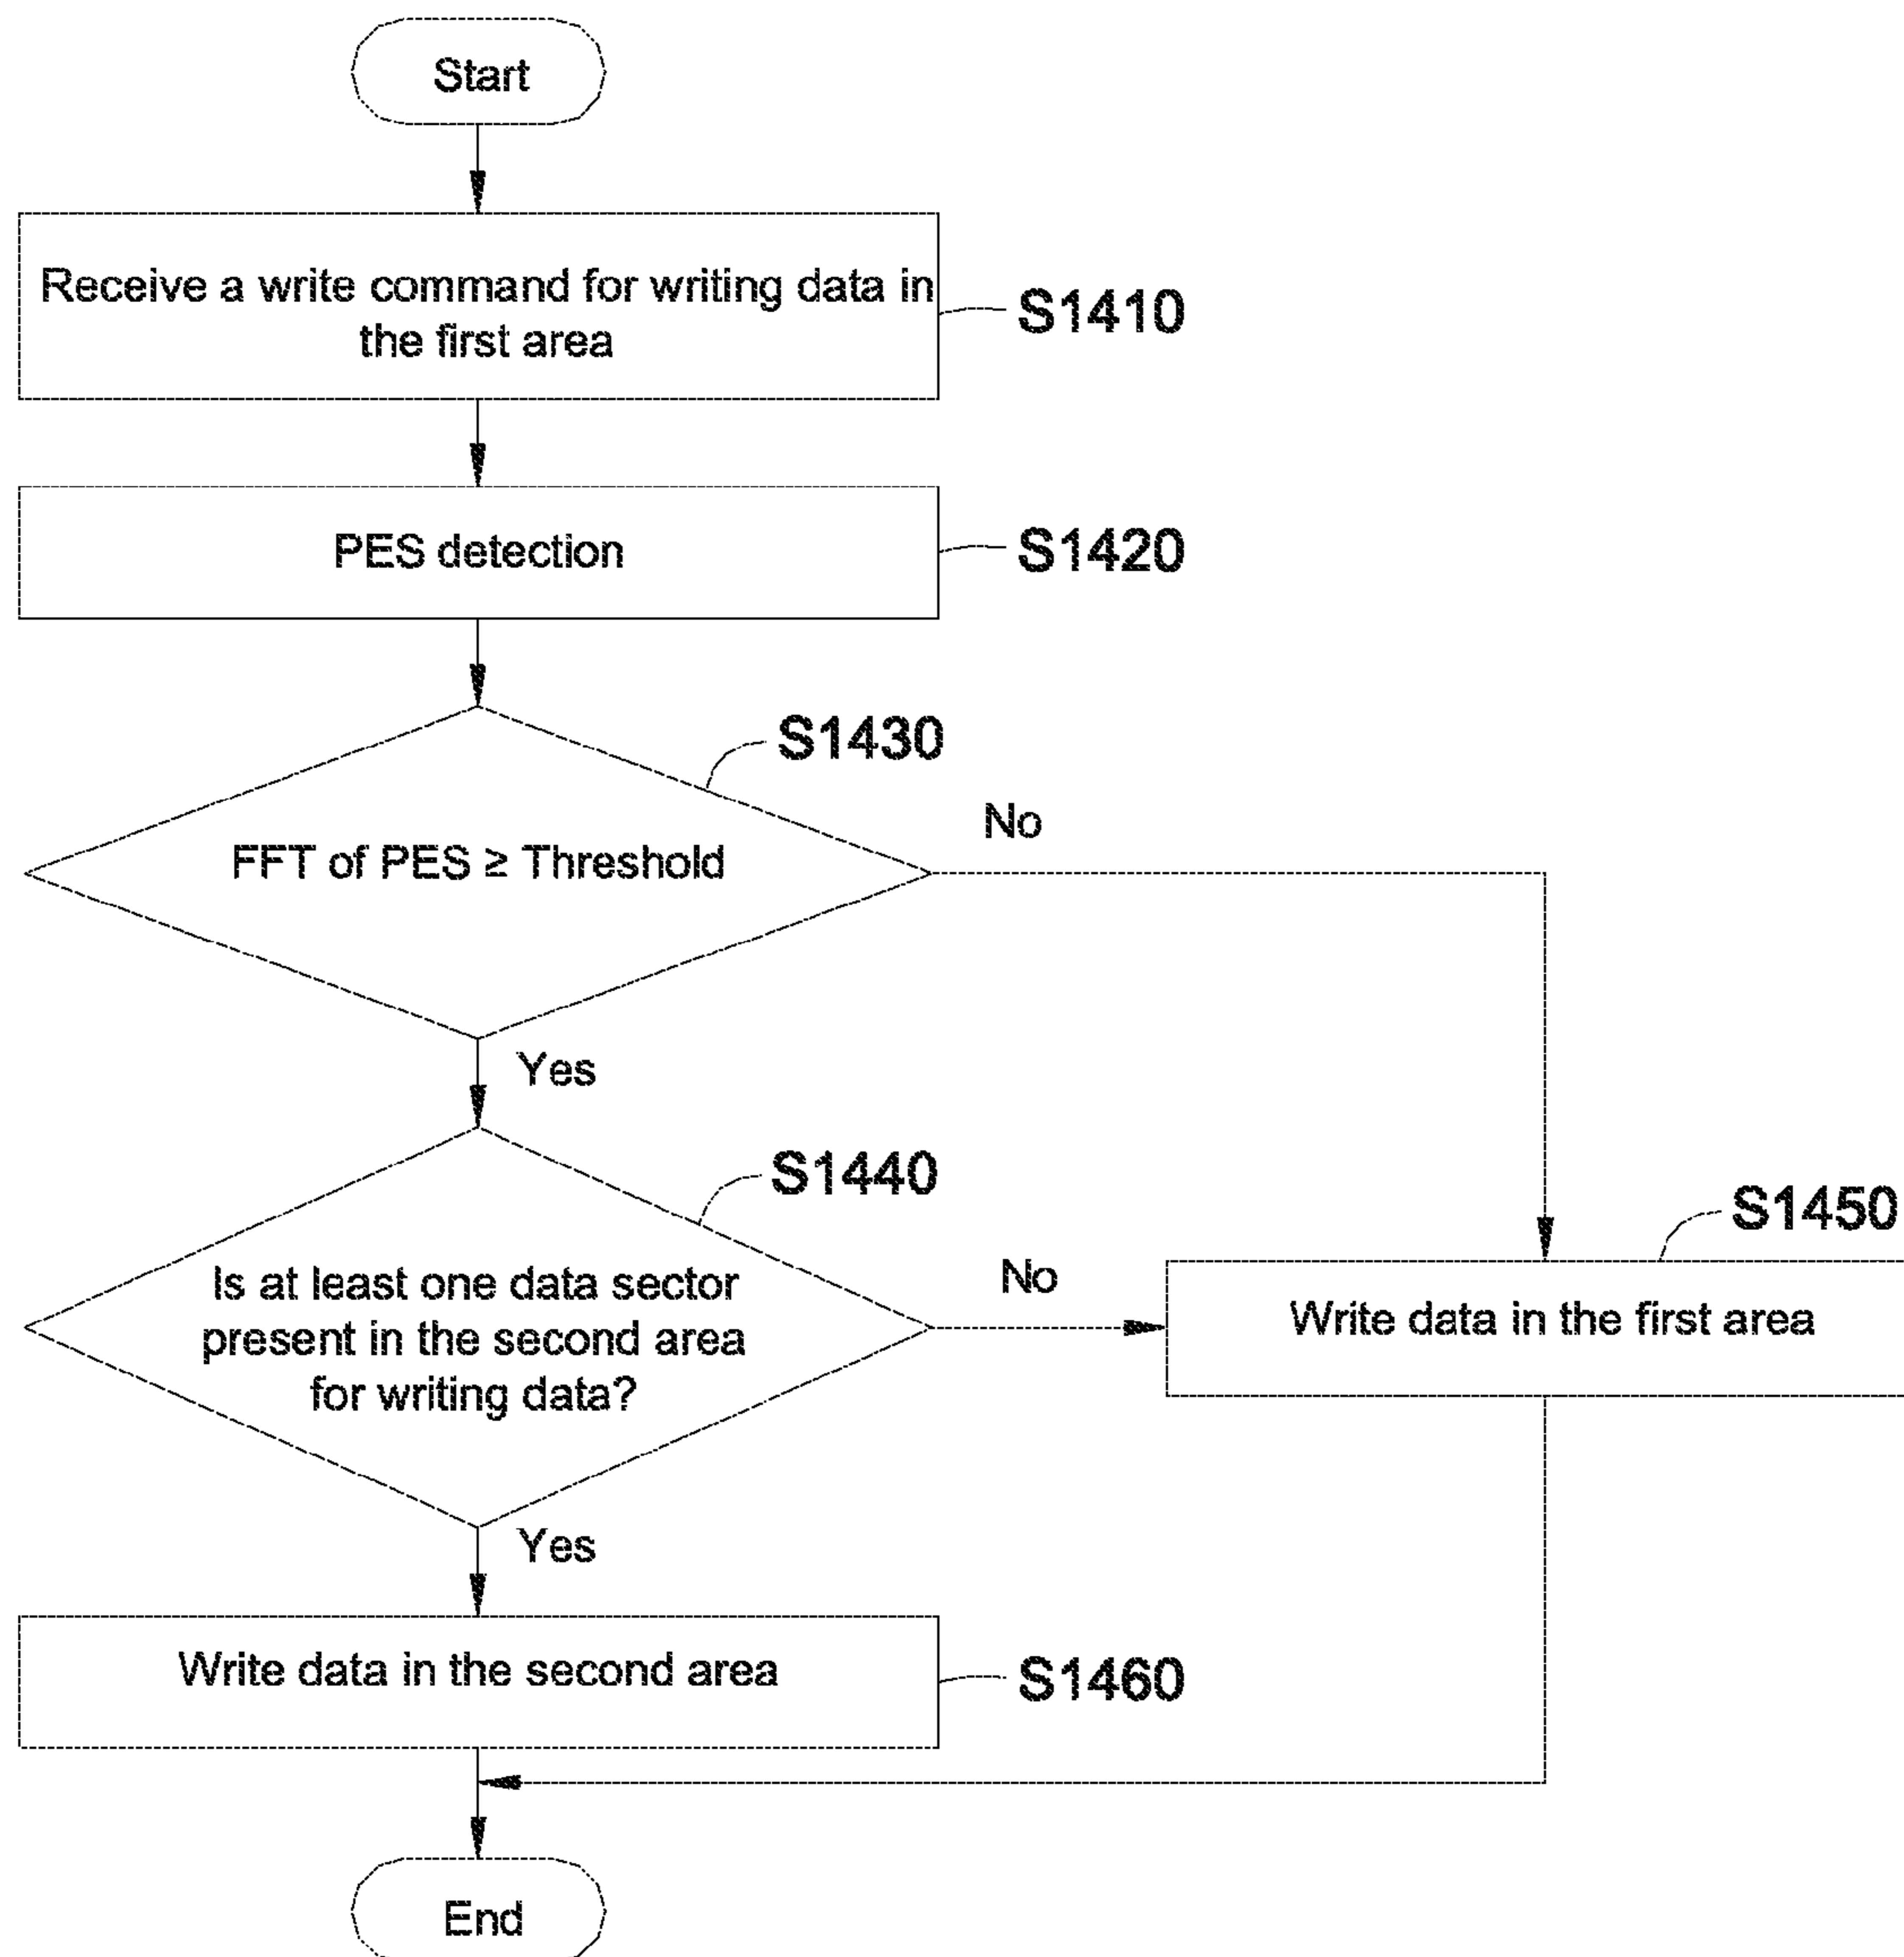 Start
Receive a write command for writing data in
the first area
S1410
PES detection
S1420
S1430
FFT of PES ≥ Threshold
No
Yes
S1440
Is at least one data sector
present in the second area
for writing data?
No
S1450
Write data in the first area
Yes
Write data in the second area
S1460
End